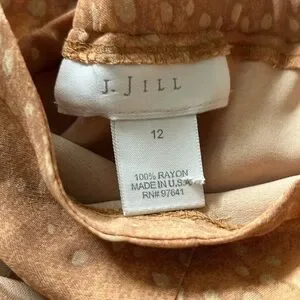 J. JILL
12
100% RAYON
MADE IN U.S.A
RN# 97641